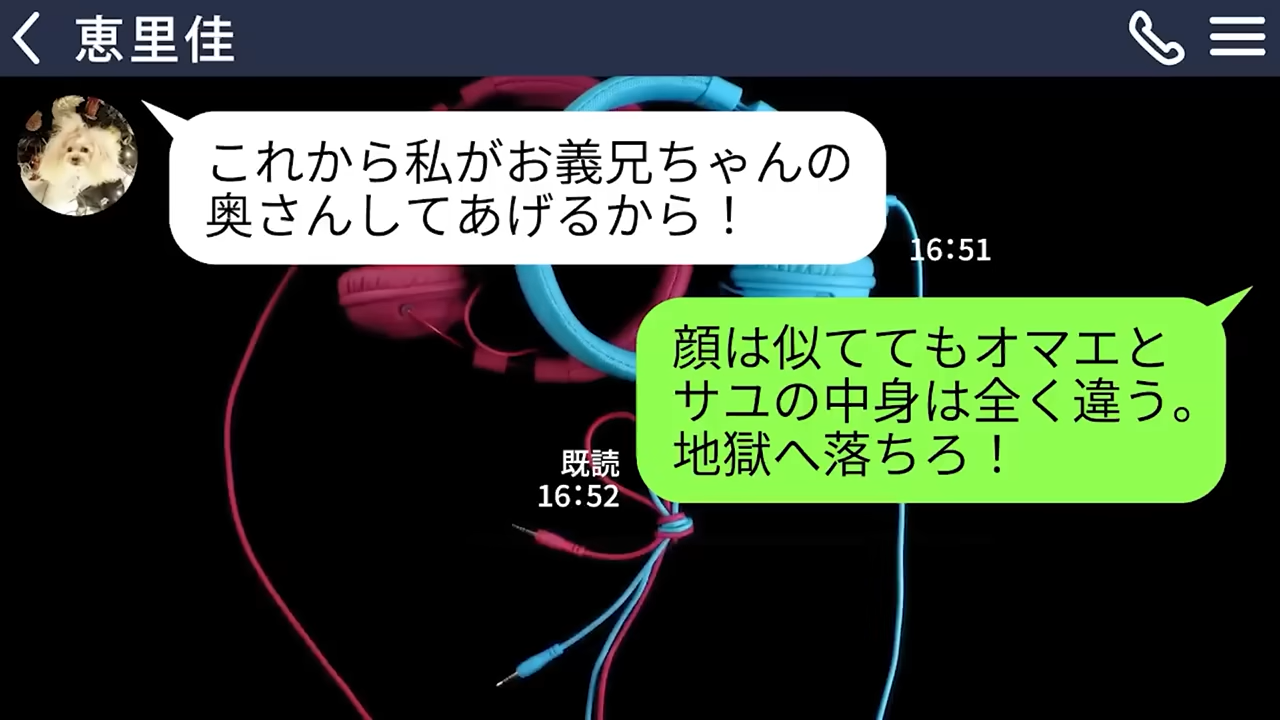 恵里佳
これから私がお義兄ちゃんの
奥さんしてあげるから！
16:51
顔は似ててもオマエと
サユの中身は全く違う。
地獄へ落ちろ！
既読
16:52